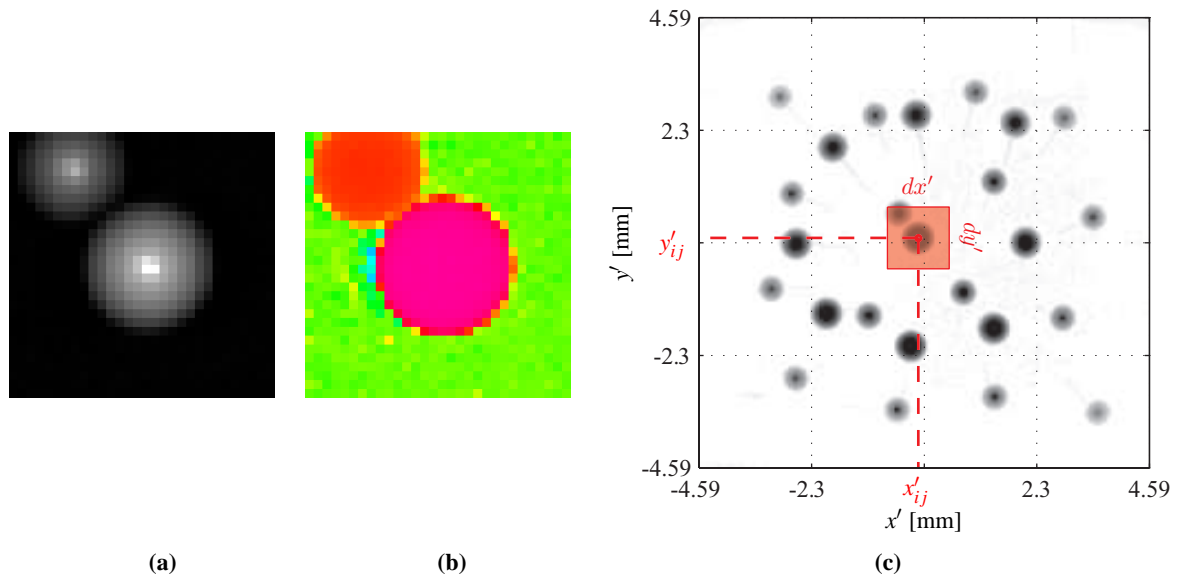 4.59
2.3
-2.3
-4.59
y′ [mm]
y′ij
dx′
dy′
-4.59
-2.3
x′ij
2.3
4.59
x′ [mm]
(a)
(b)
(c)